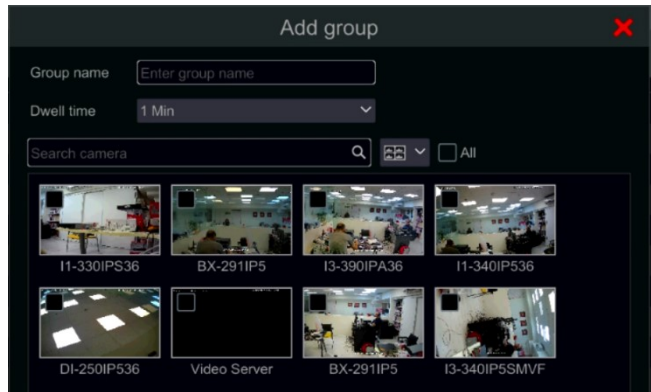 Add group
Group name Enter group name
Dwell time 1 Min
Search camera All
I1-330IPS36 BX-291IP5 I3-390IPA36 I1-340IP536
DI-250IP536 Video Server BX-291IP5 I3-340IP5SMVF